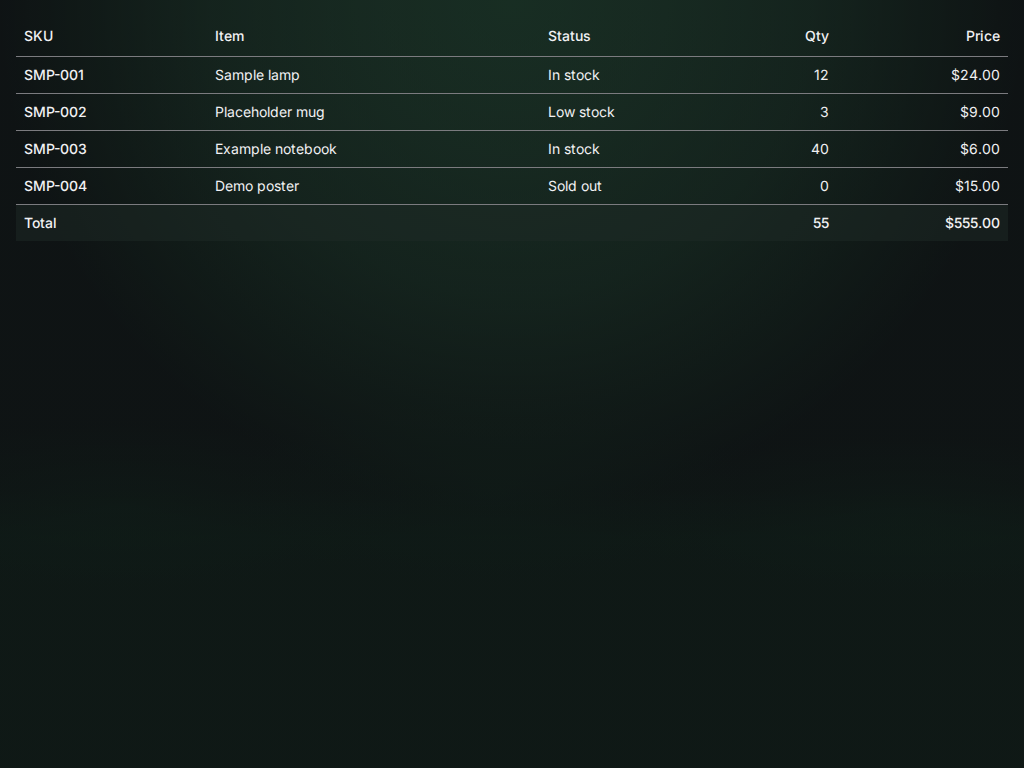 SKU Item Status Qty Price
SMP-001 Sample lamp In stock 12 $24.00
SMP-002 Placeholder mug Low stock 3 $9.00
SMP-003 Example notebook In stock 40 $6.00
SMP-004 Demo poster Sold out 0 $15.00
Total 55 $555.00